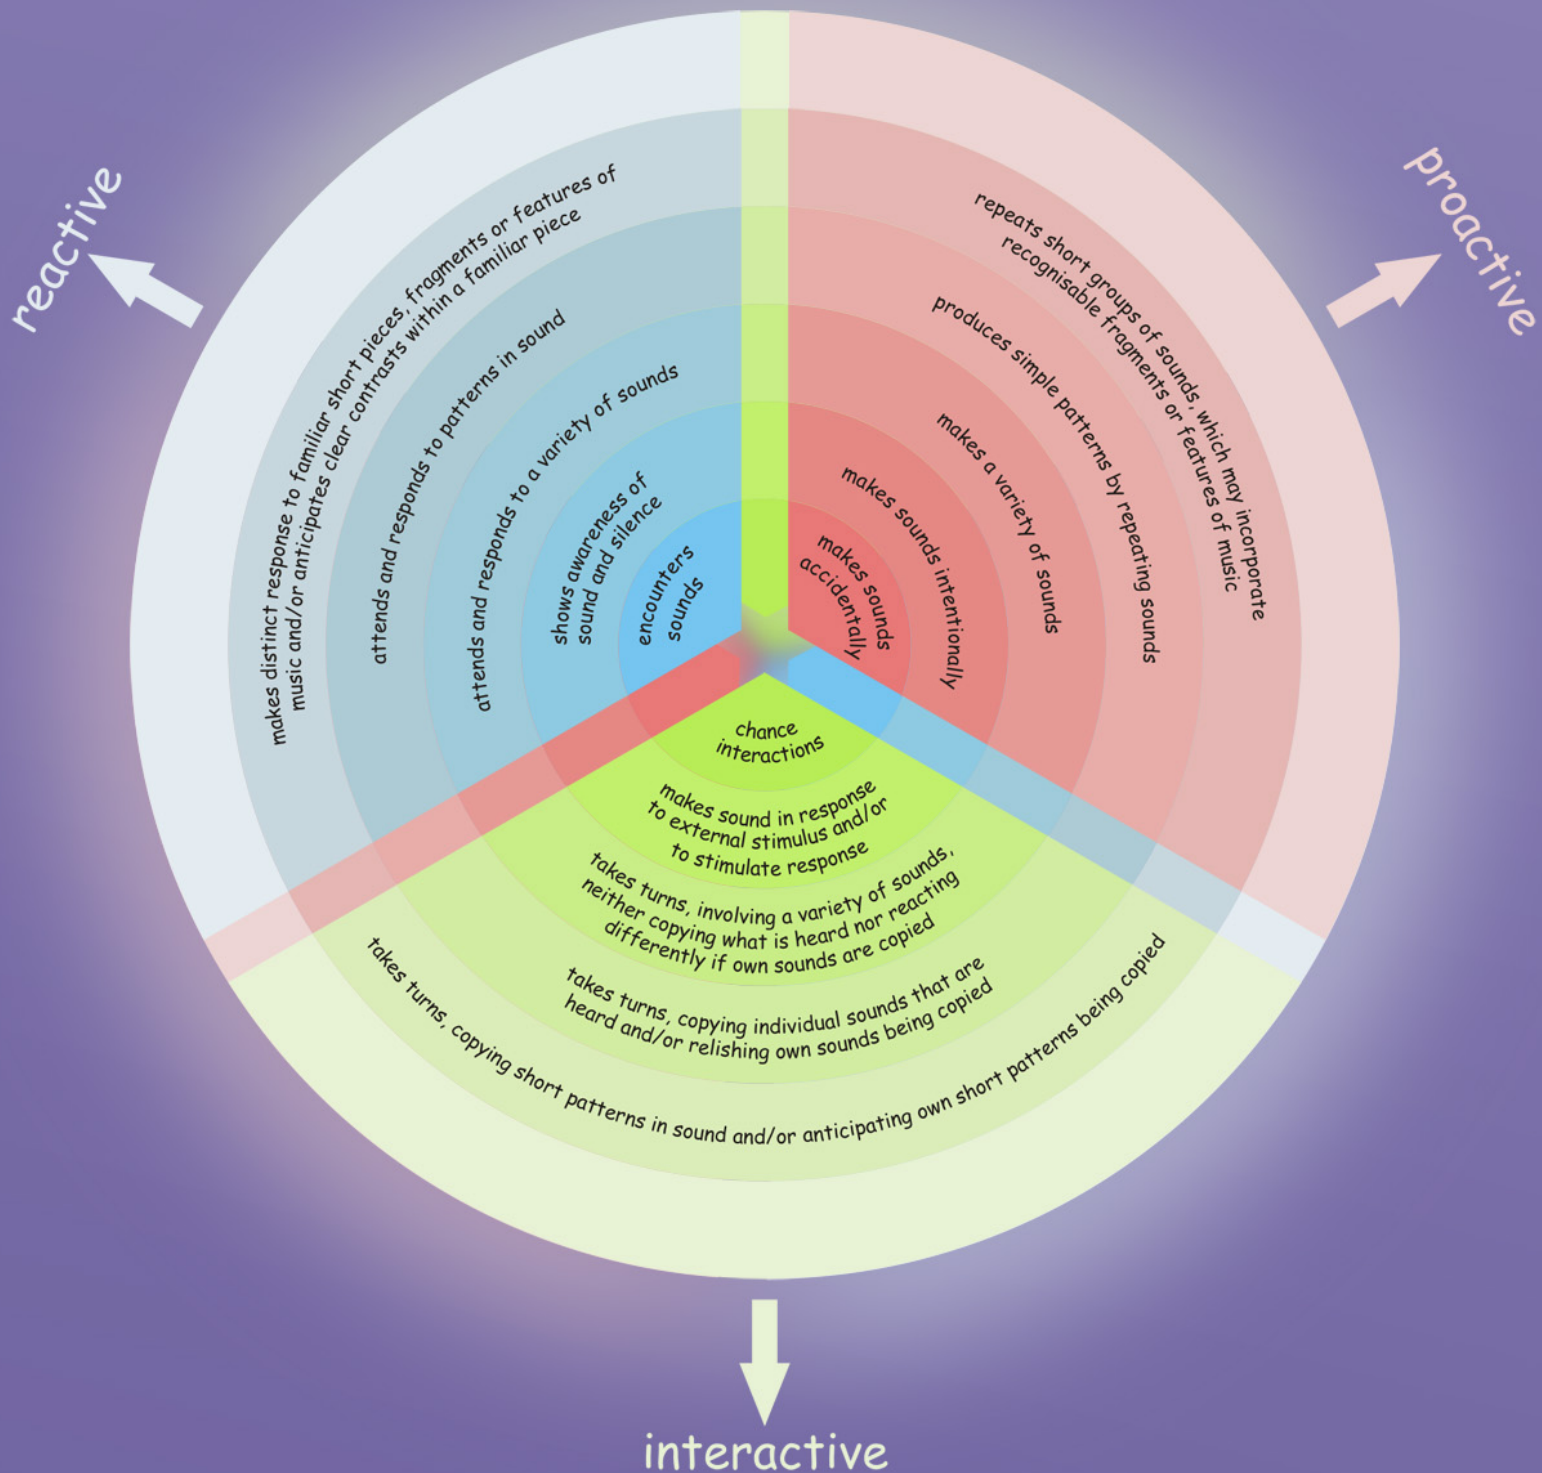 reactive
makes distinct response to familiar short pieces, fragments or features of
music and/or anticipates clear contrasts within a familiar piece
attends and responds to patterns in sound
attends and responds to a variety of sounds
shows awareness of
sound and silence
encounters
sounds
proactive
repeats short groups of sounds, which may incorporate
recognisable fragments or features of music
produces simple patterns by repeating sounds
makes a variety of sounds
makes sounds intentionally
makes sounds
accidentally
chance
interactions
makes sound in response
to external stimulus and/or
to stimulate response
takes turns, involving a variety of sounds,
neither copying what is heard nor reacting
differently if own sounds are copied
takes turns, copying individual sounds that are
heard and/or relishing own sounds being copied
takes turns, copying short patterns in sound and/or anticipating own short patterns being copied
interactive